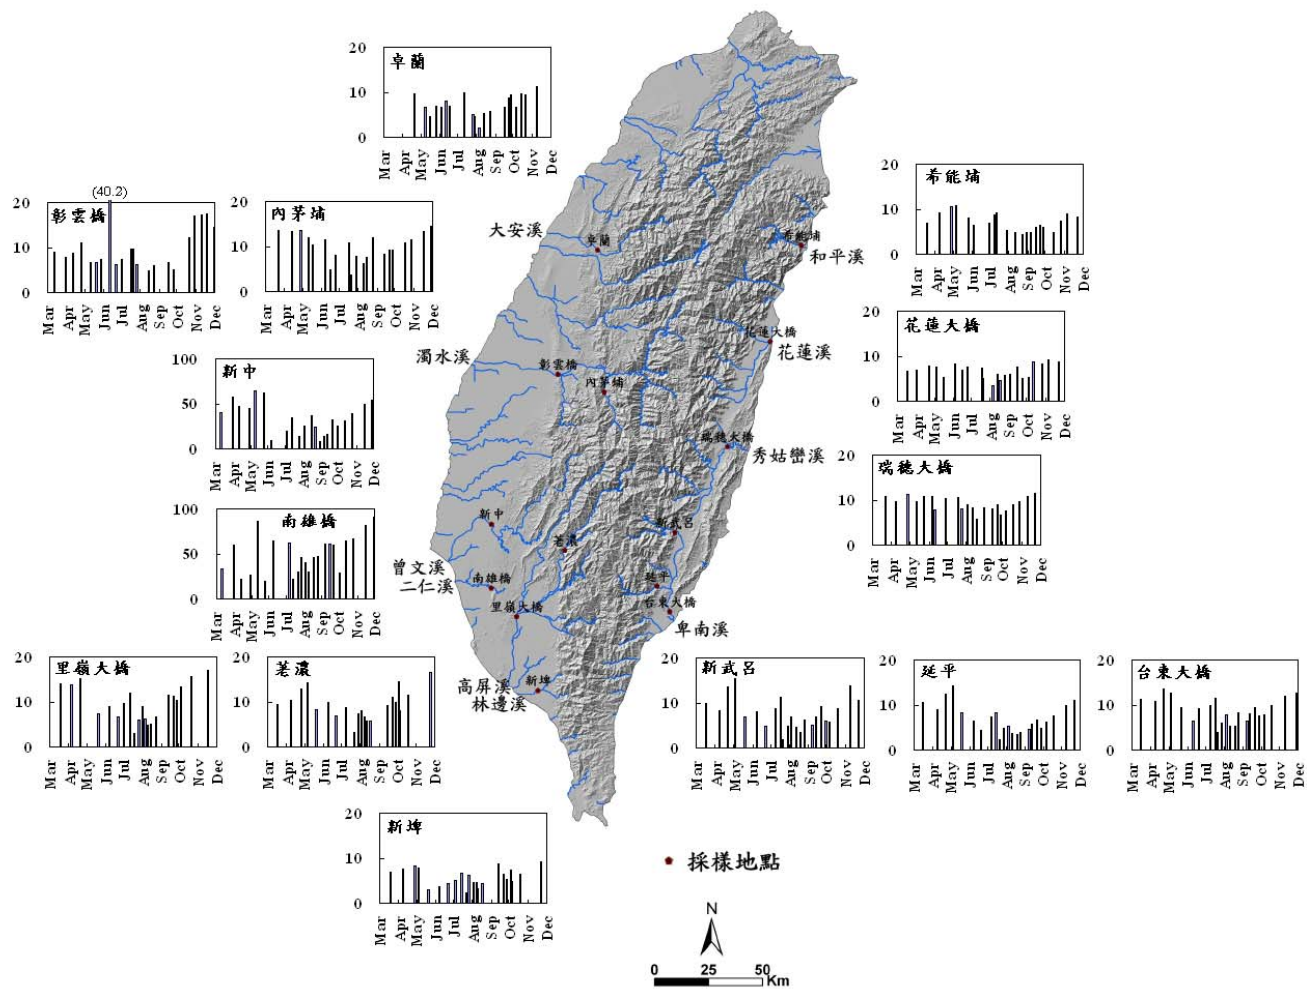 卓蘭
20
10
0
Mar Apr May Jun Jul Aug Sep Oct Nov Dec
(40.2)
彰雲橋
20
10
0
Mar Apr May Jun Jul Aug Sep Oct Nov Dec
內茅埔
20
10
0
Mar Apr May Jun Jul Aug Sep Oct Nov Dec
希能埔
20
10
0
Mar Apr May Jun Jul Aug Sep Oct Nov Dec
花蓮大橋
20
10
0
Mar Apr May Jun Jul Aug Sep Oct Nov Dec
新中
100
50
0
Mar Apr May Jun Jul Aug Sep Oct Nov Dec
瑞穗大橋
20
10
0
Mar Apr May Jun Jul Aug Sep Oct Nov Dec
南雄橋
100
50
0
Mar Apr May Jun Jul Aug Sep Oct Nov Dec
大安溪
卓蘭
希能埔
和平溪
花蓮大橋
花蓮溪
濁水溪
彰雲橋
內茅埔
瑞穗大橋
秀姑巒溪
新中
荖濃
新武呂
曾文溪
二仁溪
南雄橋
延平
里嶺大橋
台東大橋
卑南溪
高屏溪
林邊溪
新埤
里嶺大橋
20
10
0
Mar Apr May Jun Jul Aug Sep Oct Nov Dec
荖濃
20
10
0
Mar Apr May Jun Jul Aug Sep Oct Nov Dec
新武呂
20
10
0
Mar Apr May Jun Jul Aug Sep Oct Nov Dec
延平
20
10
0
Mar Apr May Jun Jul Aug Sep Oct Nov Dec
台東大橋
20
10
0
Mar Apr May Jun Jul Aug Sep Oct Nov Dec
新埤
20
10
0
Mar Apr May Jun Jul Aug Sep Oct Nov Dec
採樣地點
N
0 25 50 Km